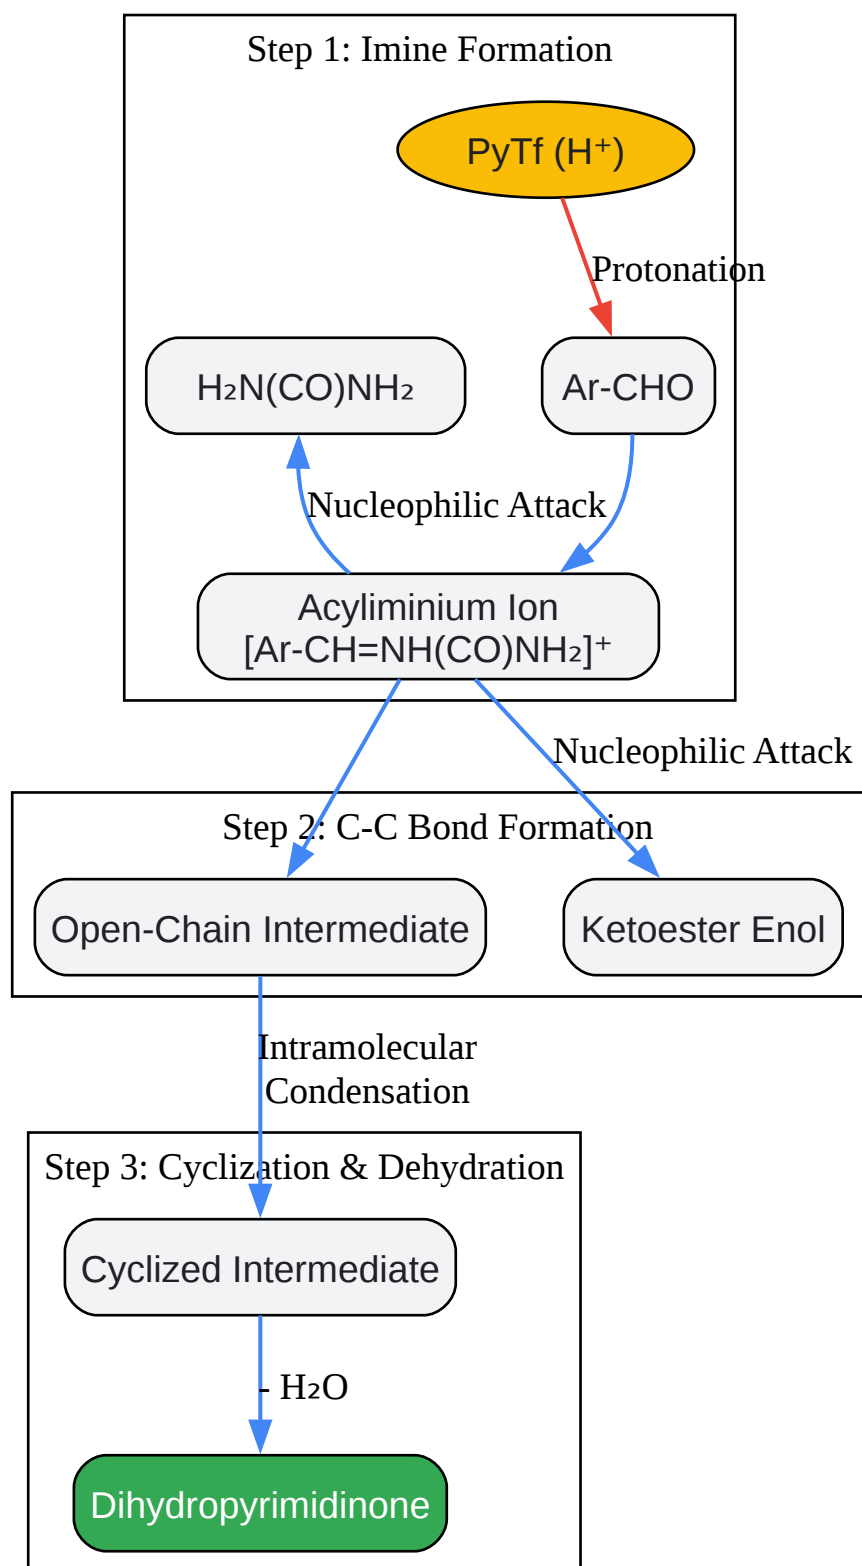 Step 1: Imine Formation
PyTf (H⁺)
Protonation
H₂N(CO)NH₂
Ar-CHO
Nucleophilic Attack
Acyliminium Ion
[Ar-CH=NH(CO)NH₂]⁺
Nucleophilic Attack
Step 2: C-C Bond Formation
Open-Chain Intermediate
Ketoester Enol
Intramolecular
Condensation
Step 3: Cyclization & Dehydration
Cyclized Intermediate
- H₂O
Dihydropyrimidinone